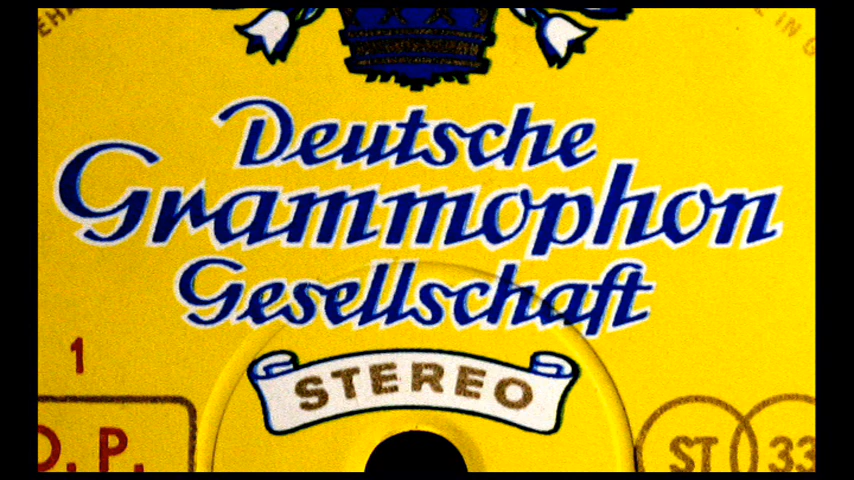 Deutsche
Grammophon
Gesellschaft
STEREO
1
O. P.
ST 33